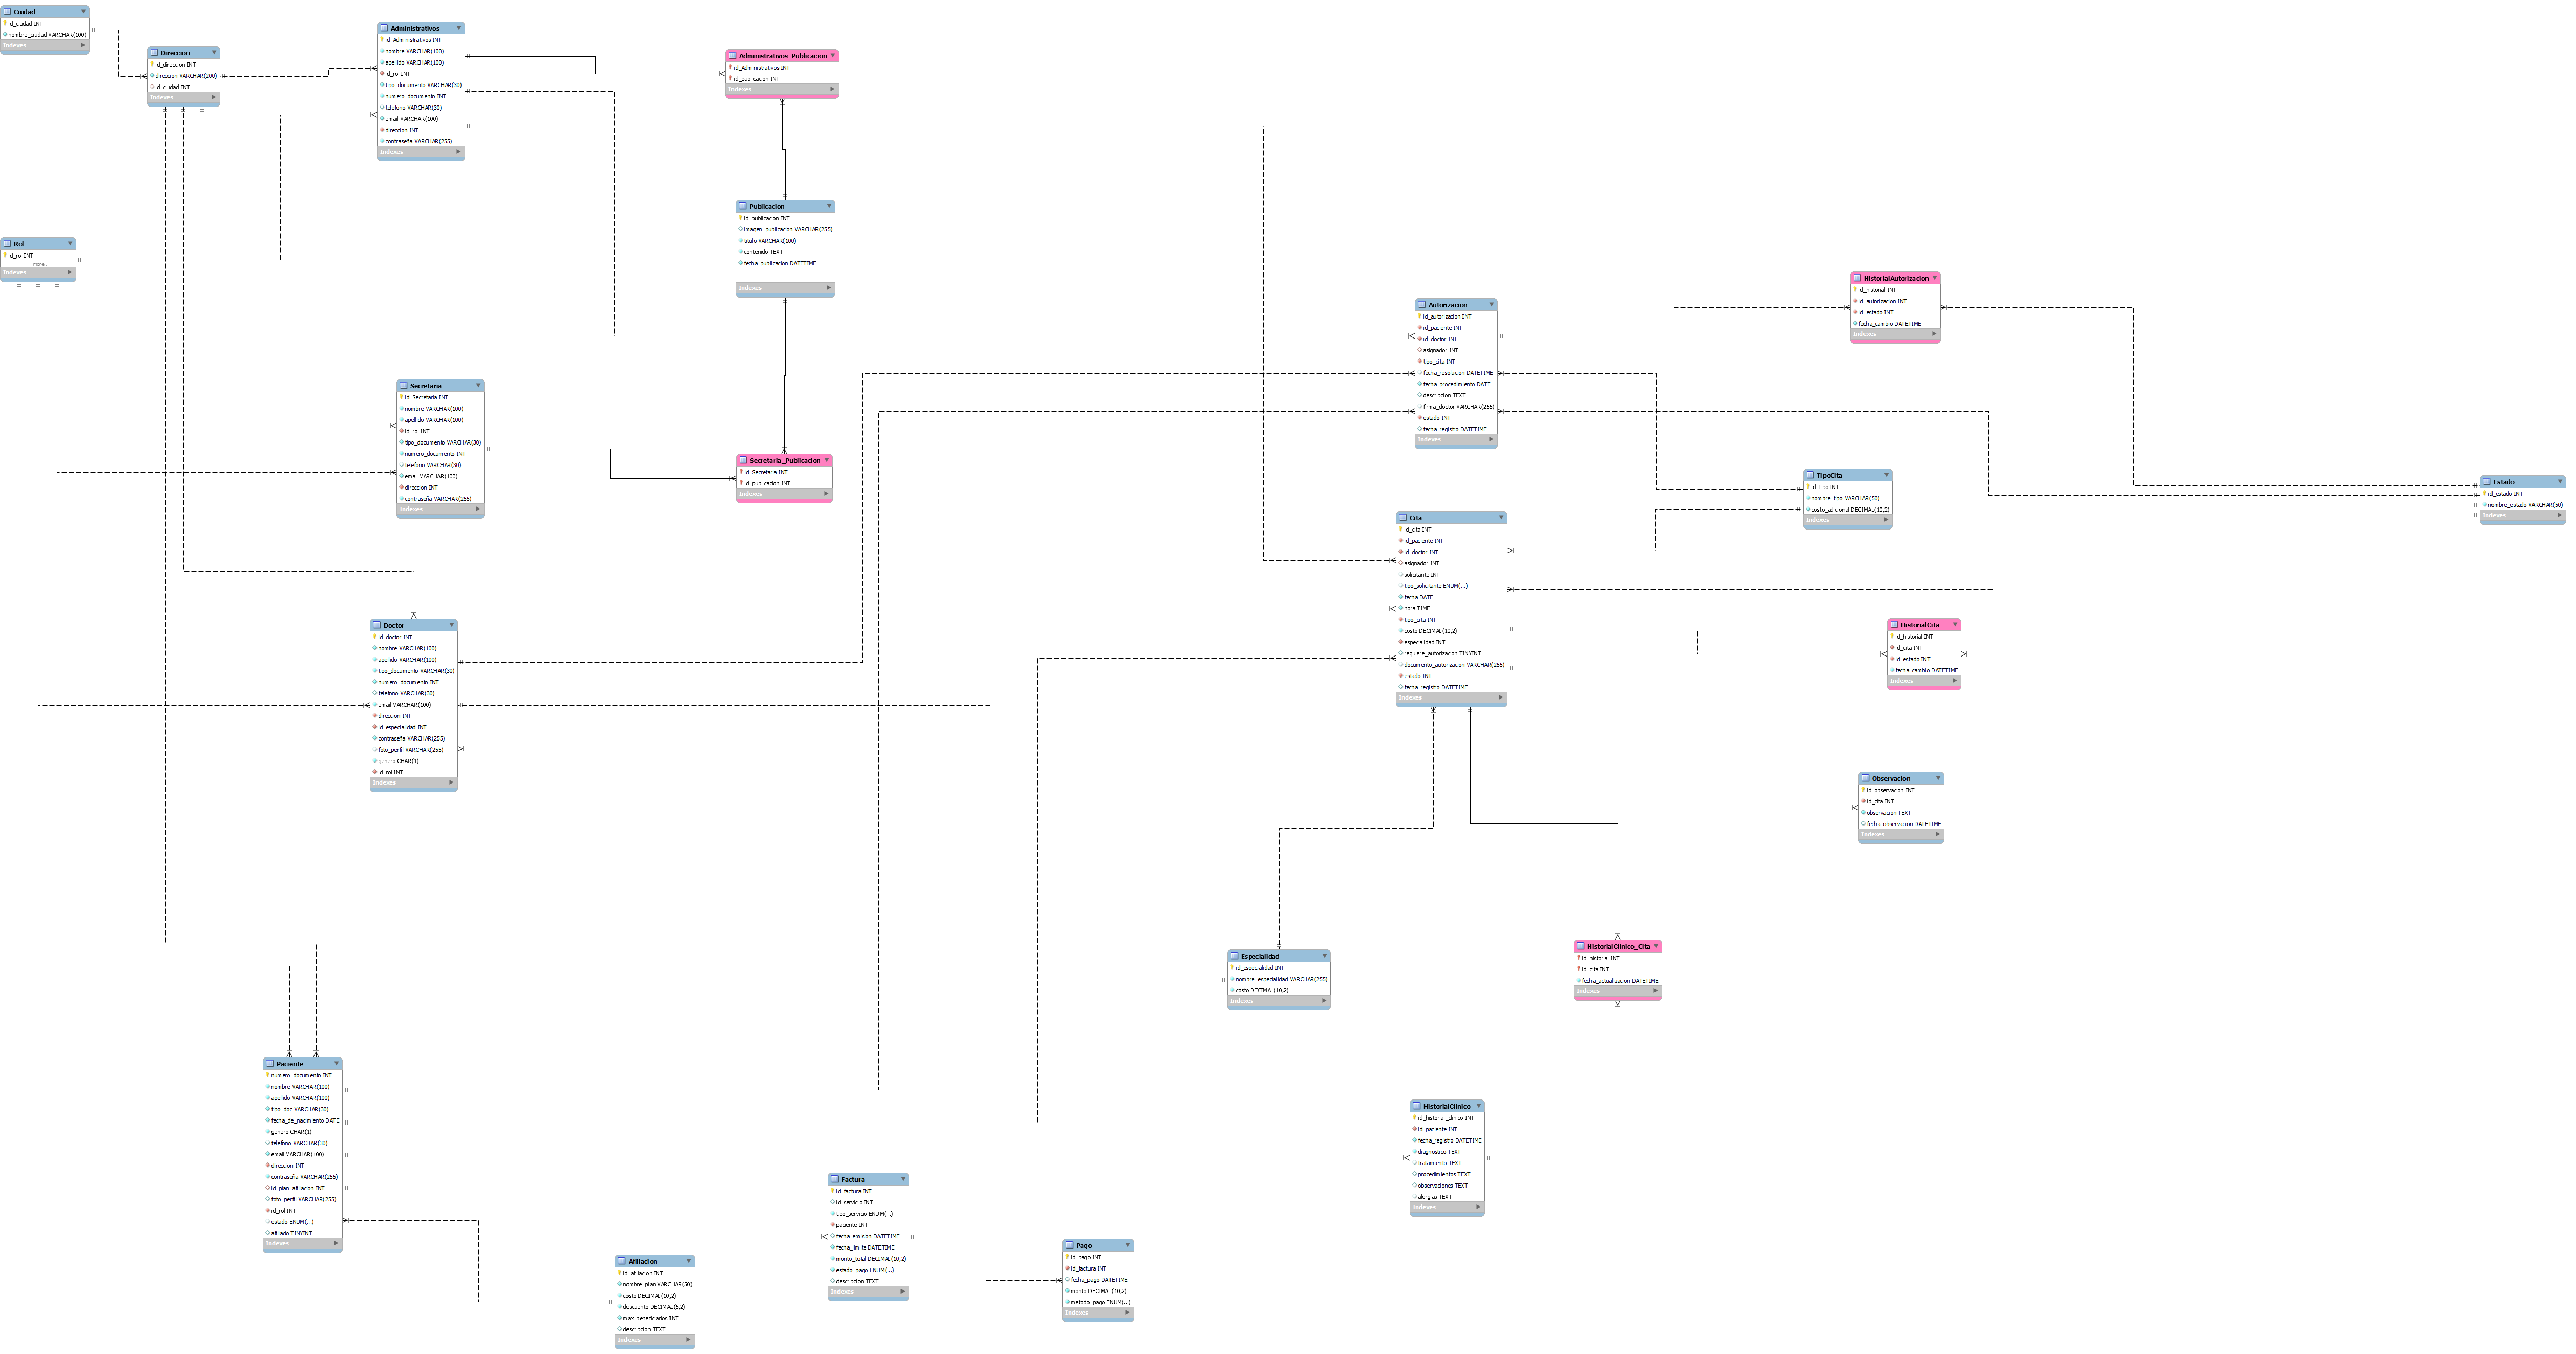 Ciudad
id_ciudad INT
nombre_ciudad VARCHAR(100)
Indexes
Direccion
id_direccion INT
direccion VARCHAR(200)
id_ciudad INT
Indexes
Administrativos
id_Administrativos INT
nombre VARCHAR(100)
apellido VARCHAR(100)
id_rol INT
tipo_documento VARCHAR(30)
numero_documento INT
telefono VARCHAR(30)
email VARCHAR(100)
direccion INT
contraseña VARCHAR(255)
Indexes
Administrativos_Publicacion
id_Administrativos INT
id_publicacion INT
Indexes
Publicacion
id_publicacion INT
imagen_publicacion VARCHAR(255)
titulo VARCHAR(100)
contenido TEXT
fecha_publicacion DATETIME
Indexes
Rol
id_rol INT
1 more...
Indexes
Secretaria
id_Secretaria INT
nombre VARCHAR(100)
apellido VARCHAR(100)
id_rol INT
tipo_documento VARCHAR(30)
numero_documento INT
telefono VARCHAR(30)
email VARCHAR(100)
direccion INT
contraseña VARCHAR(255)
Indexes
Secretaria_Publicacion
id_Secretaria INT
id_publicacion INT
Indexes
Autorizacion
id_autorizacion INT
id_paciente INT
id_doctor INT
asignador INT
tipo_cita INT
fecha_resolucion DATETIME
fecha_procedimiento DATE
descripcion TEXT
firma_doctor VARCHAR(255)
estado INT
fecha_registro DATETIME
Indexes
HistorialAutorizacion
id_historial INT
id_autorizacion INT
id_estado INT
fecha_cambio DATETIME
Indexes
TipoCita
id_tipo INT
nombre_tipo VARCHAR(50)
costo_adicional DECIMAL(10,2)
Indexes
Estado
id_estado INT
nombre_estado VARCHAR(50)
Indexes
Cita
id_cita INT
id_paciente INT
id_doctor INT
asignador INT
solicitante INT
tipo_solicitante ENUM(...)
fecha DATE
hora TIME
tipo_cita INT
costo DECIMAL(10,2)
especialidad INT
requiere_autorizacion TINYINT
documento_autorizacion VARCHAR(255)
estado INT
fecha_registro DATETIME
Indexes
HistorialCita
id_historial INT
id_cita INT
id_estado INT
fecha_cambio DATETIME
Indexes
Doctor
id_doctor INT
nombre VARCHAR(100)
apellido VARCHAR(100)
tipo_documento VARCHAR(30)
numero_documento INT
telefono VARCHAR(30)
email VARCHAR(100)
direccion INT
id_especialidad INT
contraseña VARCHAR(255)
foto_perfil VARCHAR(255)
genero CHAR(1)
id_rol INT
Indexes
Observacion
id_observacion INT
id_cita INT
observacion TEXT
fecha_observacion DATETIME
Indexes
Especialidad
id_especialidad INT
nombre_especialidad VARCHAR(255)
costo DECIMAL(10,2)
Indexes
HistorialClinico_Cita
id_historial INT
id_cita INT
fecha_actualizacion DATETIME
Indexes
Paciente
numero_documento INT
nombre VARCHAR(100)
apellido VARCHAR(100)
tipo_doc VARCHAR(30)
fecha_de_nacimiento DATE
genero CHAR(1)
telefono VARCHAR(30)
email VARCHAR(100)
direccion INT
contraseña VARCHAR(255)
id_plan_afiliacion INT
foto_perfil VARCHAR(255)
id_rol INT
estado ENUM(...)
afiliado TINYINT
Indexes
HistorialClinico
id_historial_clinico INT
id_paciente INT
fecha_registro DATETIME
diagnostico TEXT
tratamiento TEXT
procedimientos TEXT
observaciones TEXT
alergias TEXT
Indexes
Factura
id_factura INT
id_servicio INT
tipo_servicio ENUM(...)
paciente INT
fecha_emision DATETIME
fecha_limite DATETIME
monto_total DECIMAL(10,2)
estado_pago ENUM(...)
descripcion TEXT
Indexes
Pago
id_pago INT
id_factura INT
fecha_pago DATETIME
monto DECIMAL(10,2)
metodo_pago ENUM(...)
Indexes
Afiliacion
id_afiliacion INT
nombre_plan VARCHAR(50)
costo DECIMAL(10,2)
descuento DECIMAL(5,2)
max_beneficiarios INT
descripcion TEXT
Indexes